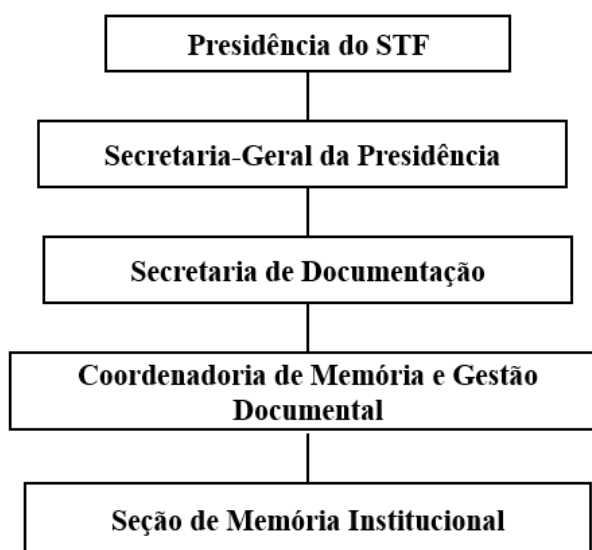 Presidência do STF
Secretaria-Geral da Presidência
Secretaria de Documentação
Coordenadoria de Memória e Gestão
Documental
Seção de Memória Institucional